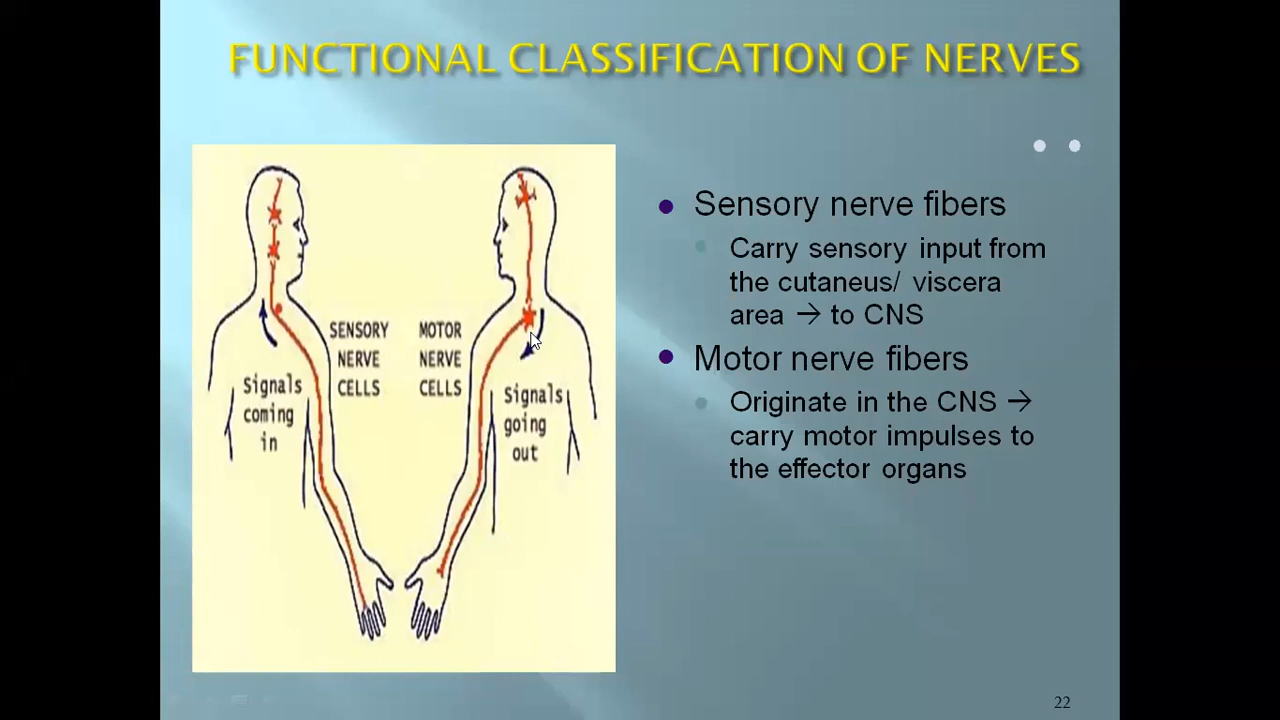 FUNCTIONAL CLASSIFICATION OF NERVES
SENSORY
NERVE
CELLS
MOTOR
NERVE
CELLS
Signals
coming
in
Signals
going
out
Sensory nerve fibers
Carry sensory input from
the cutaneus/ viscera
area → to CNS
Motor nerve fibers
Originate in the CNS →
carry motor impulses to
the effector organs
22